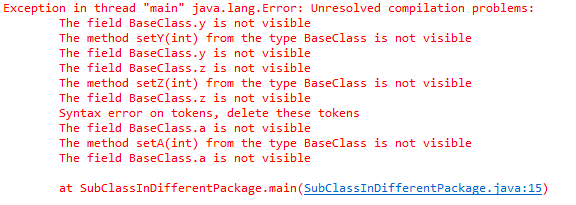 Exception in thread "main" java.lang.Error: Unresolved compilation problems:
The field BaseClass.y is not visible
The method setY(int) from the type BaseClass is not visible
The field BaseClass.y is not visible
The field BaseClass.z is not visible
The method setZ(int) from the type BaseClass is not visible
The field BaseClass.z is not visible
Syntax error on tokens, delete these tokens
The field BaseClass.a is not visible
The method setA(int) from the type BaseClass is not visible
The field BaseClass.a is not visible
at SubClassInDifferentPackage.main(SubClassInDifferentPackage.java:15)